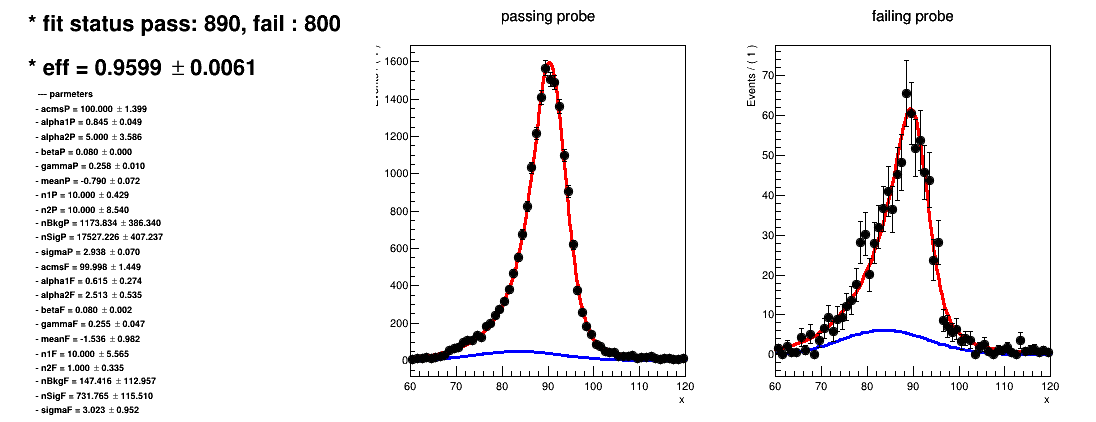 * fit status pass: 890, fail : 800
* eff = 0.9599 ± 0.0061
--- parmeters
- acmsP = 100.000 ± 1.399
- alpha1P = 0.845 ± 0.049
- alpha2P = 5.000 ± 3.586
- betaP = 0.080 ± 0.000
- gammaP = 0.258 ± 0.010
- meanP = -0.790 ± 0.072
- n1P = 10.000 ± 0.429
- n2P = 10.000 ± 8.540
- nBkgP = 1173.834 ± 386.340
- nSigP = 17527.226 ± 407.237
- sigmaP = 2.938 ± 0.070
- acmsF = 99.998 ± 1.449
- alpha1F = 0.615 ± 0.274
- alpha2F = 2.513 ± 0.535
- betaF = 0.080 ± 0.002
- gammaF = 0.255 ± 0.047
- meanF = -1.536 ± 0.982
- n1F = 10.000 ± 5.565
- n2F = 1.000 ± 0.335
- nBkgF = 147.416 ± 112.957
- nSigF = 731.765 ± 115.510
- sigmaF = 3.023 ± 0.952
passing probe
1600
1400
1200
1000
800
600
400
200
0
60 70 80 90 100 110 120
x
failing probe
Events / ( 1 )
70
60
50
40
30
20
10
0
60 70 80 90 100 110 120
x